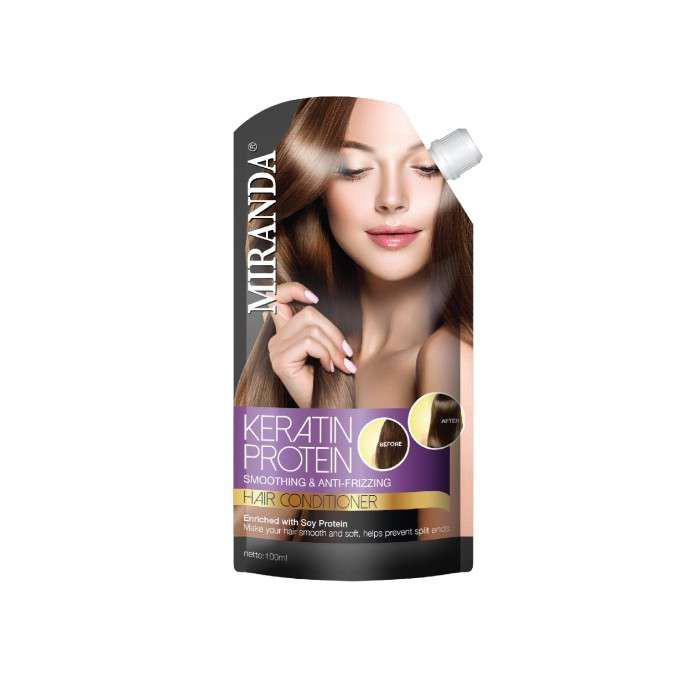 MIRANDA®
KERATIN
PROTEIN
BEFORE
AFTER
SMOOTHING & ANTI-FRIZZING
HAIR CONDITIONER
Enriched with Soy Protein
Make your hair smooth and soft, helps prevent split ends
netto:100ml